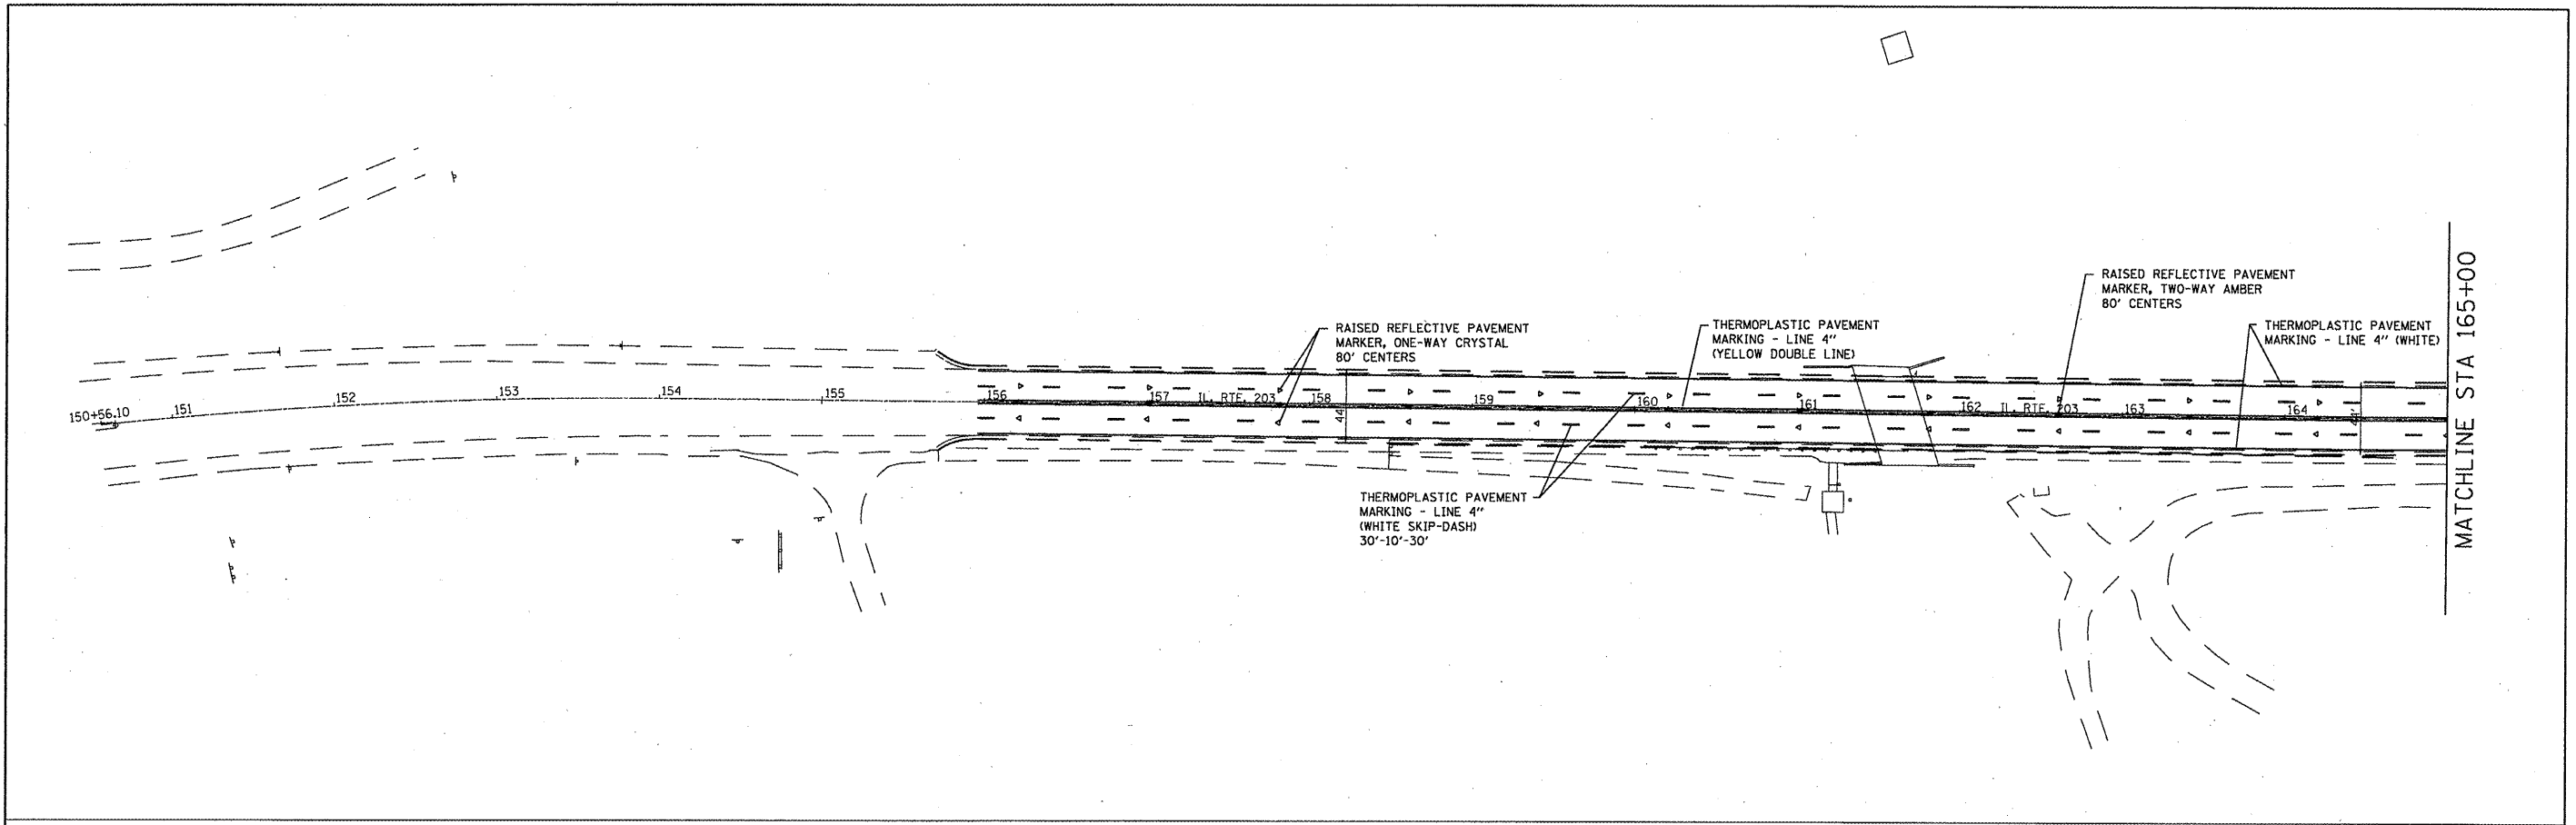 RAISED REFLECTIVE PAVEMENT
MARKER, TWO-WAY AMBER
80' CENTERS
RAISED REFLECTIVE PAVEMENT
MARKER, ONE-WAY CRYSTAL
80' CENTERS
THERMOPLASTIC PAVEMENT
MARKING - LINE 4"
(YELLOW DOUBLE LINE)
THERMOPLASTIC PAVEMENT
MARKING - LINE 4" (WHITE)
MATCHLINE STA 165+00
150+56.10
151
152
153
154
155
156
157
IL. RTE. 203
158
44'
159
160
161
162
IL. RTE. 203
163
164
THERMOPLASTIC PAVEMENT
MARKING - LINE 4"
(WHITE SKIP-DASH)
30'-10'-30'